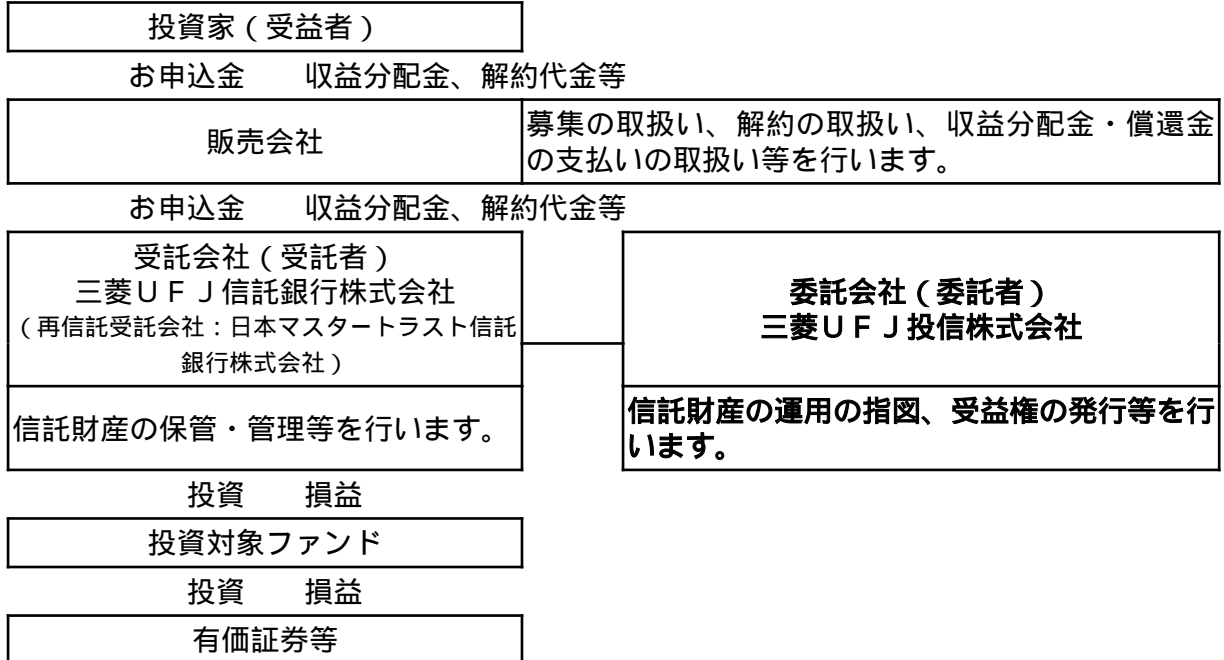 投資家（受益者）
お申込金　収益分配金、解約代金等
販売会社
募集の取扱い、解約の取扱い、収益分配金・償還金
の支払いの取扱い等を行います。
お申込金　収益分配金、解約代金等
受託会社（受託者）
三菱ＵＦＪ信託銀行株式会社
（再信託受託会社：日本マスタートラスト信託
銀行株式会社）
信託財産の保管・管理等を行います。
委託会社（委託者）
三菱ＵＦＪ投信株式会社
信託財産の運用の指図、受益権の発行等を行
います。
投資　損益
投資対象ファンド
投資　損益
有価証券等